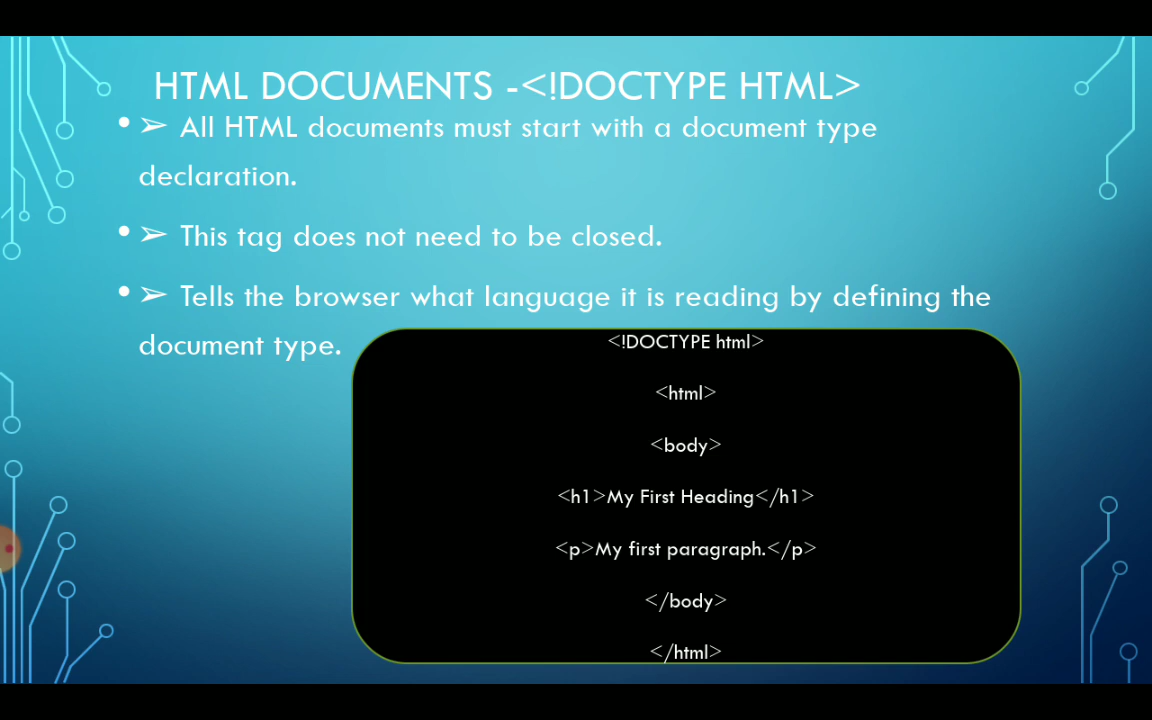 HTML DOCUMENTS -<!DOCTYPE HTML>
• ➢ All HTML documents must start with a document type
declaration.
• ➢ This tag does not need to be closed.
• ➢ Tells the browser what language it is reading by defining the
document type.
<!DOCTYPE html>
<html>
<body>
<h1>My First Heading</h1>
<p>My first paragraph.</p>
</body>
</html>